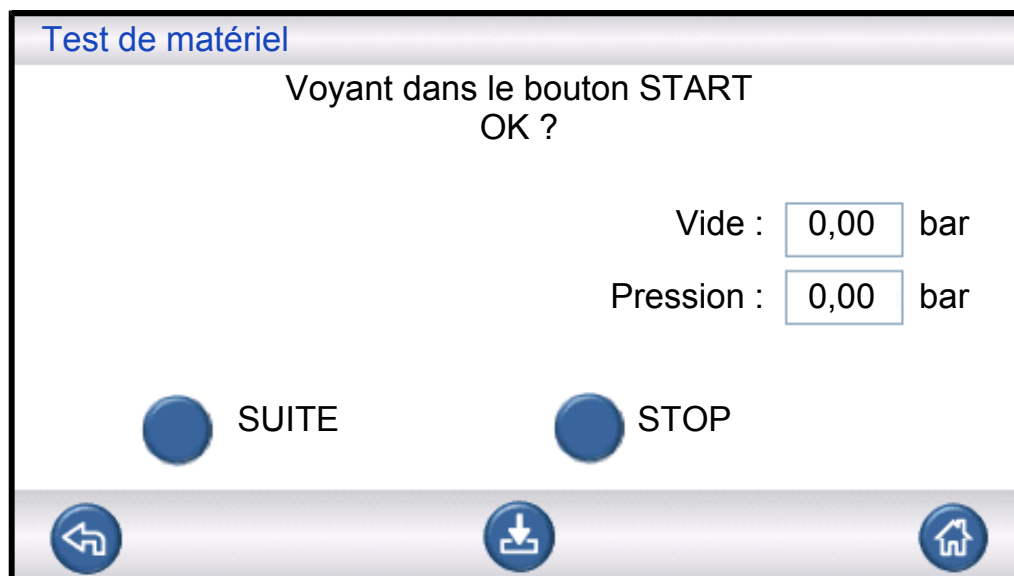 Test de matériel
Voyant dans le bouton START
OK ?
Vide : 0,00 bar
Pression : 0,00 bar
SUITE STOP